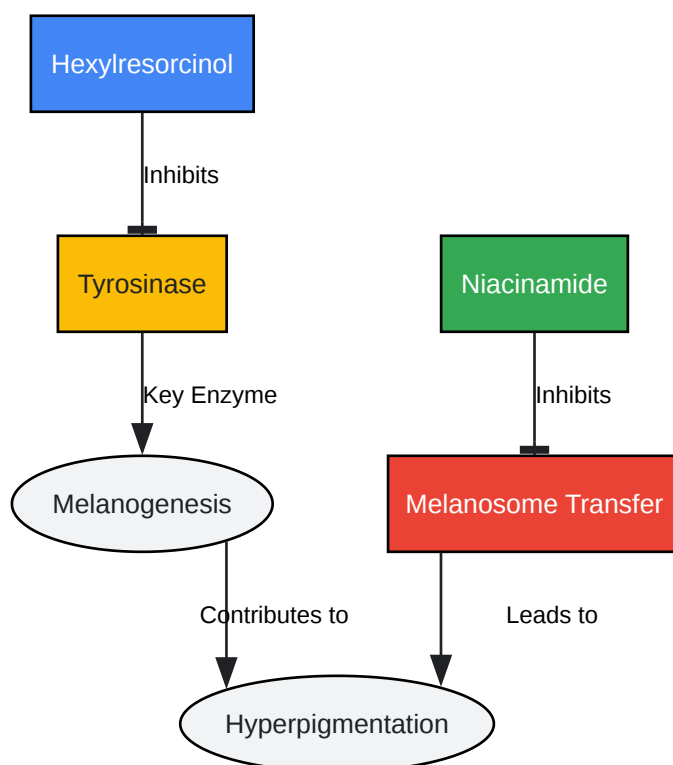 Hexylresorcinol
Inhibits
Tyrosinase
Niacinamide
Key Enzyme
Inhibits
Melanogenesis
Melanosome Transfer
Contributes to
Leads to
Hyperpigmentation